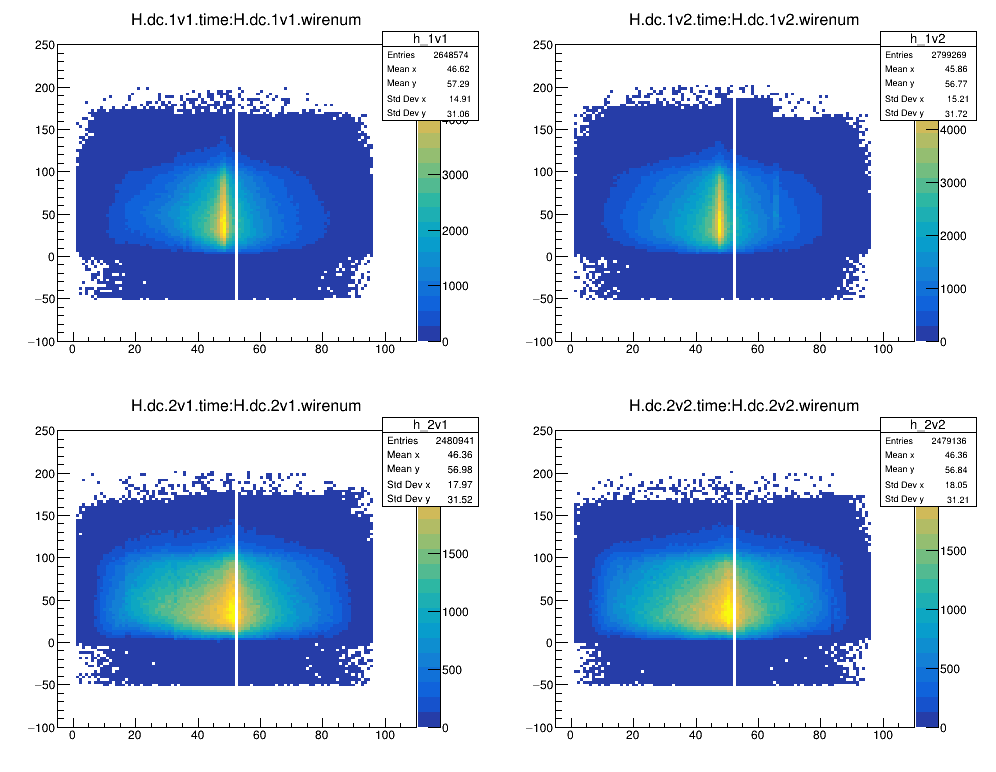 H.dc.1v1.time:H.dc.1v1.wirenum
h_1v1
Entries 2648574
Mean x 46.62
Mean y 57.29
Std Dev x 14.91
Std Dev y 31.06
250
200
150
100
50
0
−50
−100
0 20 40 60 80 100
4000
3000
2000
1000
0
H.dc.1v2.time:H.dc.1v2.wirenum
h_1v2
Entries 2799269
Mean x 45.86
Mean y 56.77
Std Dev x 15.21
Std Dev y 31.72
250
200
150
100
50
0
−50
−100
0 20 40 60 80 100
4000
3000
2000
1000
0
H.dc.2v1.time:H.dc.2v1.wirenum
h_2v1
Entries 2480941
Mean x 46.36
Mean y 56.98
Std Dev x 17.97
Std Dev y 31.52
250
200
150
100
50
0
−50
−100
0 20 40 60 80 100
1500
1000
500
0
H.dc.2v2.time:H.dc.2v2.wirenum
h_2v2
Entries 2479136
Mean x 46.36
Mean y 56.84
Std Dev x 18.05
Std Dev y 31.21
250
200
150
100
50
0
−50
−100
0 20 40 60 80 100
1500
1000
500
0